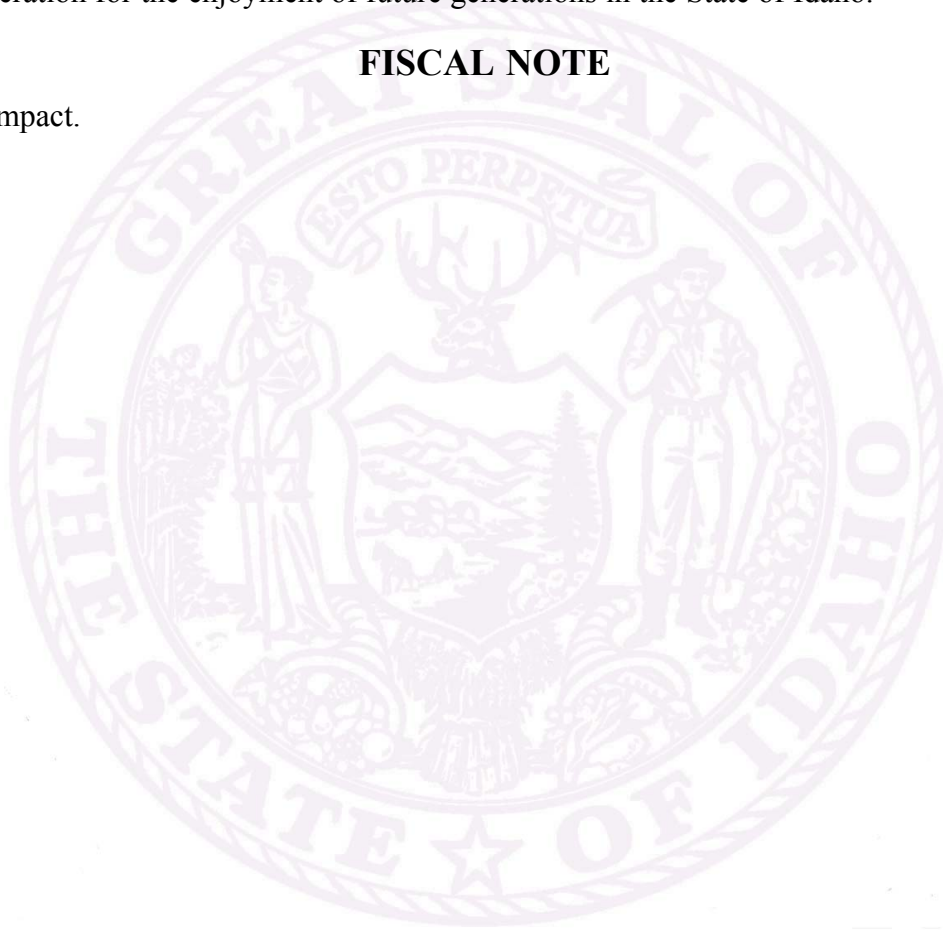 eration for the enjoyment of future generations in the State of Idaho.
FISCAL NOTE
mpact.
GREAT SEAL OF
THE STATE OF IDAHO
ESTO PERPETUA